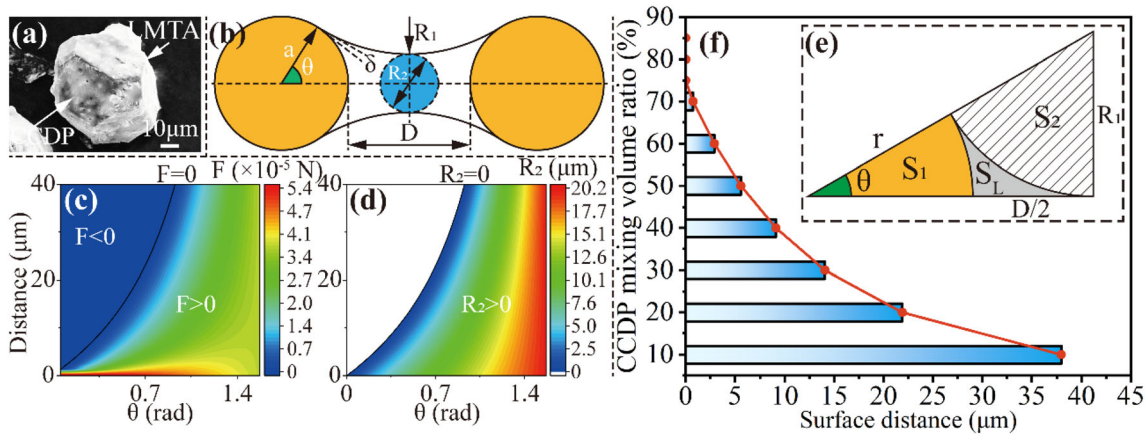 (a)
LMTA
CCDP
10μm
(b)
a
θ
δ
R₁
R₂
D
(c)
F=0
F (×10⁻⁵ N)
F<0
F>0
Distance (μm)
40
20
0
0.7
1.4
θ (rad)
5.4
4.7
4.0
3.4
2.7
2.0
1.3
0.7
0
(d)
R₂=0
R₂ (μm)
R₂>0
40
20
0
0.7
1.4
θ (rad)
20.2
17.7
15.1
12.6
10.1
7.6
5.0
2.5
0
(f)
CCDP mixing volume ratio (%)
90
85
80
70
60
50
40
30
20
10
0
5
10
15
20
25
30
35
40
45
Surface distance (μm)
(e)
r
θ
S₁
S₂
S_L
R₁
D/2